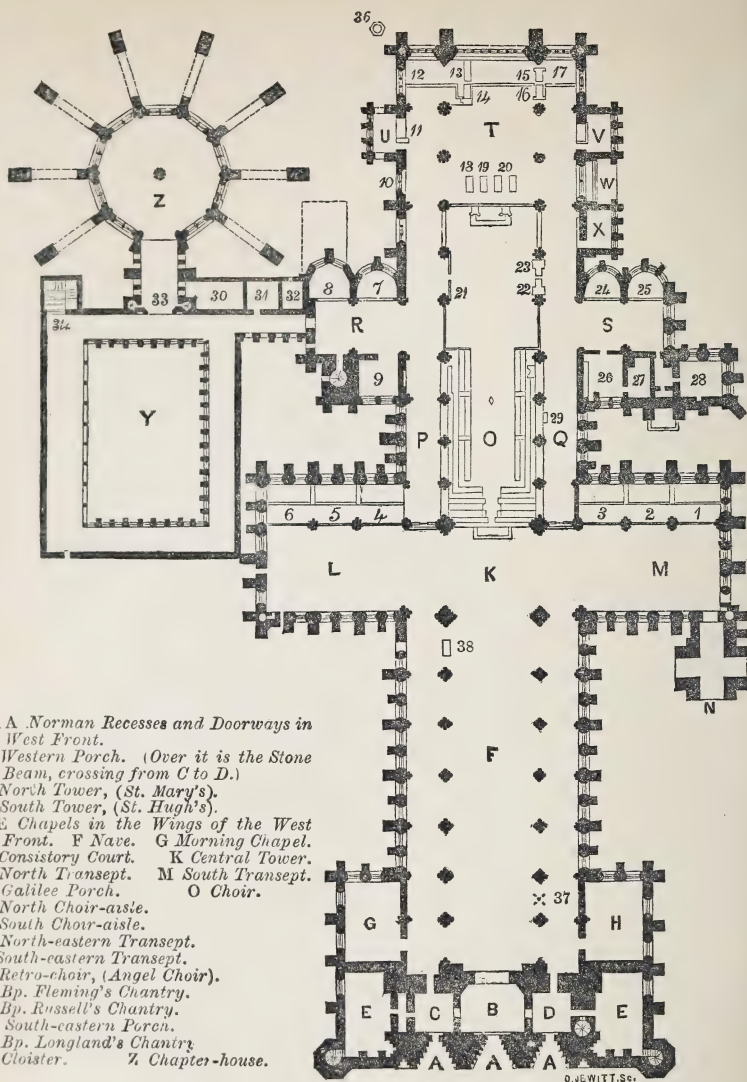 36
12 13 15 17
14 16
T
11
U V
18 19 20
10 W
Z
X
23
8 7 21 22 24 25
33 30 31 32
34
R S
9 26 27 28
Y P O Q 29
6 5 4 3 2 1
L K M
38
N
F
37
G H
E C B D E
A A A
A Norman Recesses and Doorways in
West Front.
Western Porch. (Over it is the Stone
Beam, crossing from C to D.)
North Tower, (St. Mary's).
South Tower, (St. Hugh's).
E Chapels in the Wings of the West
Front. F Nave. G Morning Chapel.
Consistory Court. K Central Tower.
North Transept. M South Transept.
Galilee Porch. O Choir.
North Choir-aisle.
South Choir-aisle.
North-eastern Transept.
South-eastern Transept.
Retro-choir, (Angel Choir).
Bp. Fleming's Chantry.
Bp. Russell's Chantry.
South-eastern Porch.
Bp. Longland's Chantry
Cloister. Z Chapter-house.
O.JEWITT.Sc.